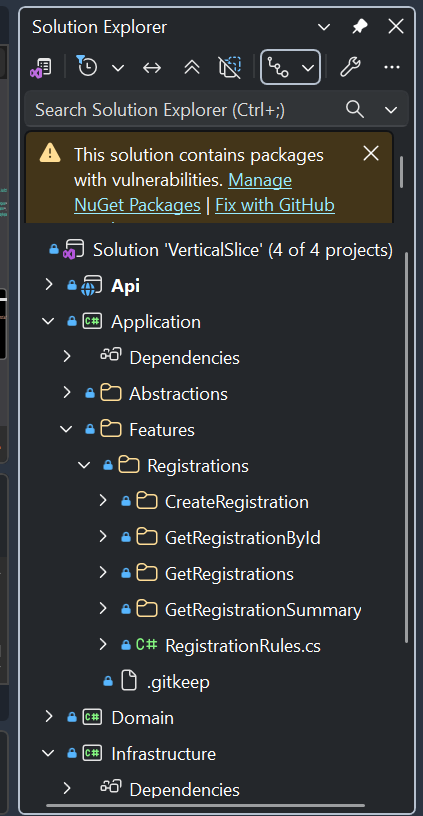 Solution Explorer
Search Solution Explorer (Ctrl+;)
This solution contains packages
with vulnerabilities. Manage
NuGet Packages | Fix with GitHub
Solution 'VerticalSlice' (4 of 4 projects)
Api
C# Application
Dependencies
Abstractions
Features
Registrations
CreateRegistration
GetRegistrationById
GetRegistrations
GetRegistrationSummary
C# RegistrationRules.cs
.gitkeep
C# Domain
C# Infrastructure
Dependencies